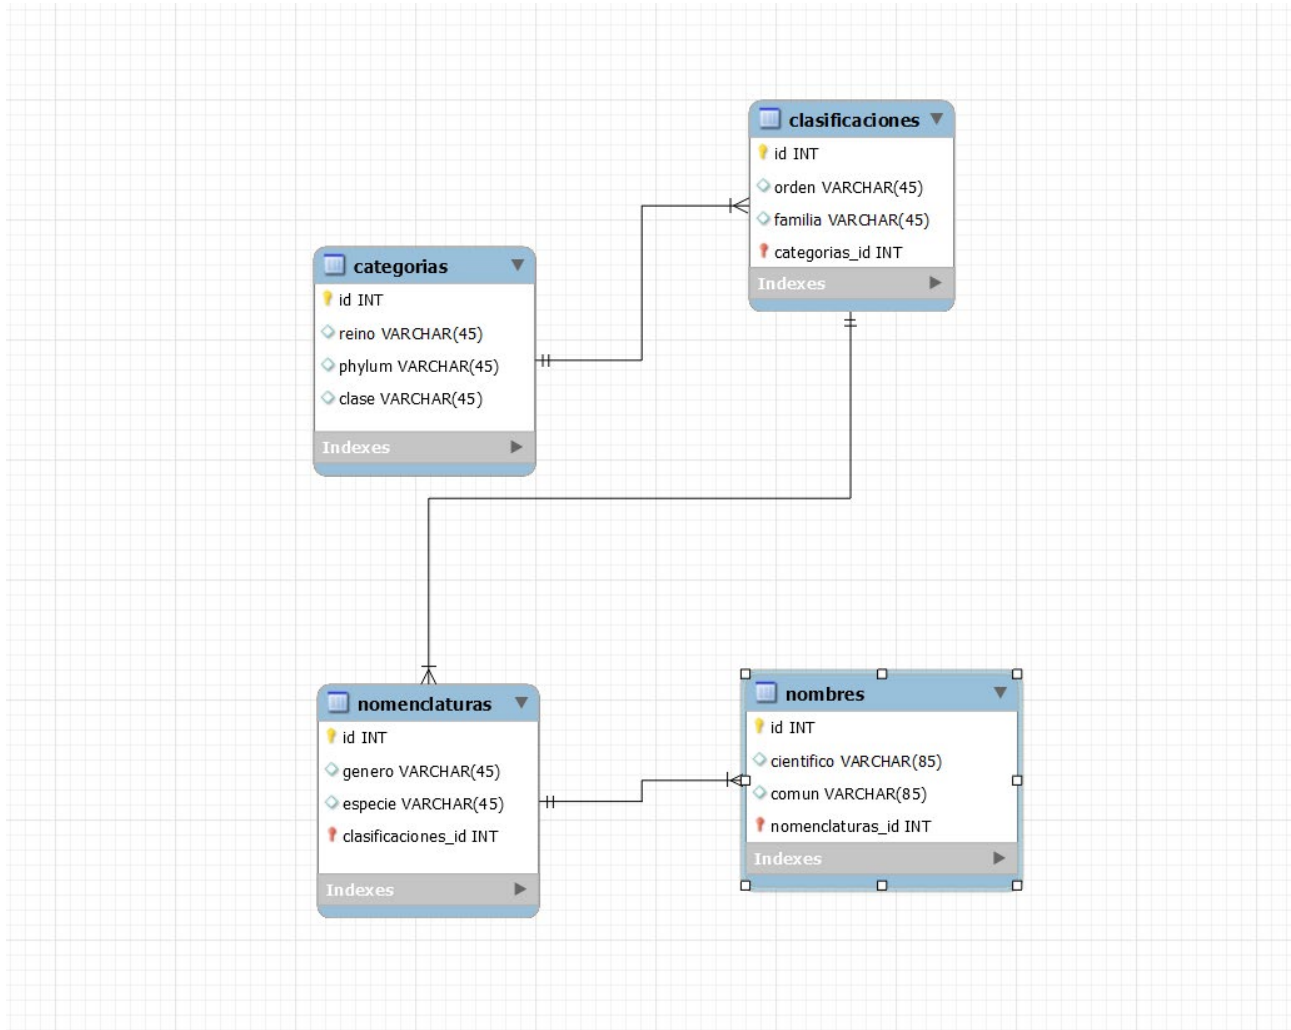 clasificaciones
id INT
orden VARCHAR(45)
familia VARCHAR(45)
categorias_id INT
Indexes
categorias
id INT
reino VARCHAR(45)
phylum VARCHAR(45)
clase VARCHAR(45)
Indexes
nomenclaturas
id INT
genero VARCHAR(45)
especie VARCHAR(45)
clasificaciones_id INT
Indexes
nombres
id INT
cientifico VARCHAR(85)
comun VARCHAR(85)
nomenclaturas_id INT
Indexes